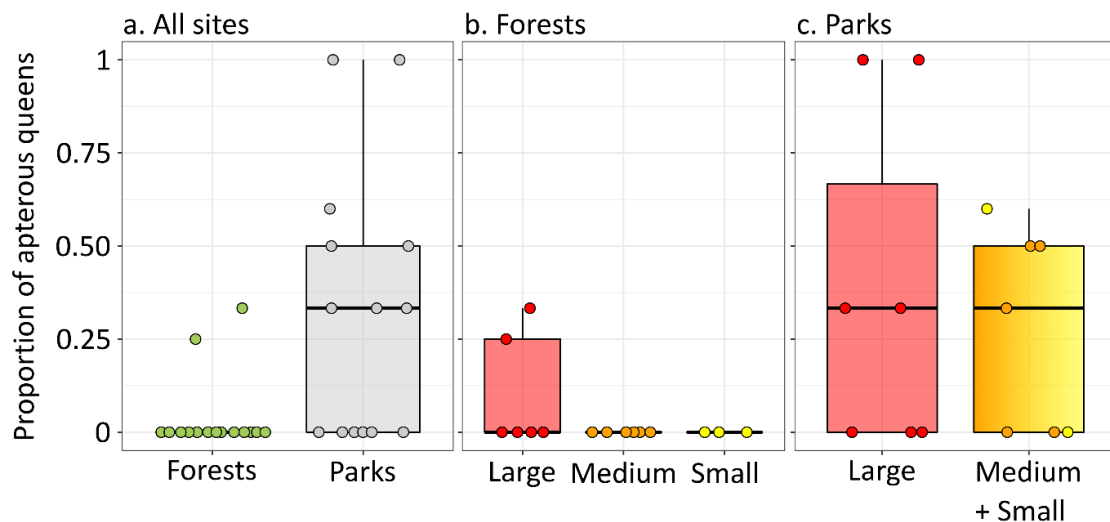 a. All sites
b. Forests
c. Parks
Proportion of apterous queens
1
0.75
0.50
0.25
0
Forests
Parks
Large
Medium
Small
Large
Medium
+ Small